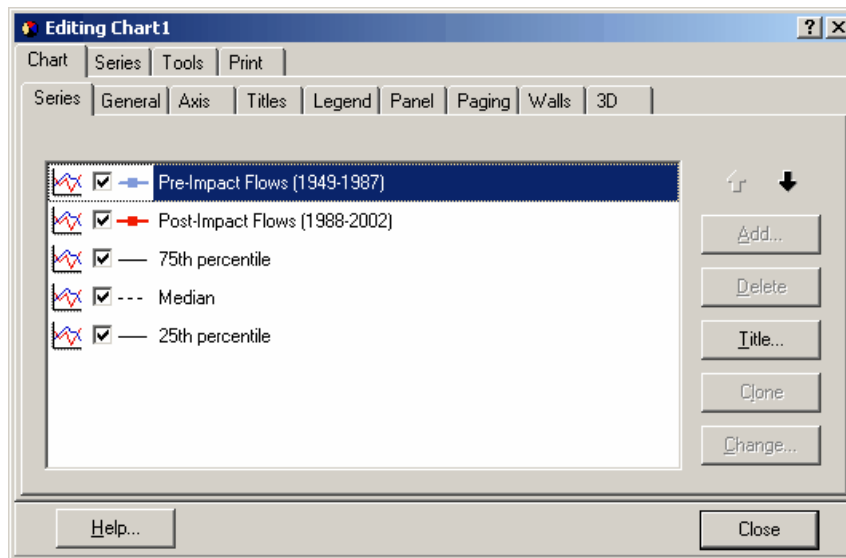 Editing Chart1
Chart Series Tools Print
Series General Axis Titles Legend Panel Paging Walls 3D
Pre-Impact Flows (1949-1987)
Post-Impact Flows (1988-2002)
75th percentile
Median
25th percentile
Add...
Delete
Title...
Clone
Change...
Help...
Close